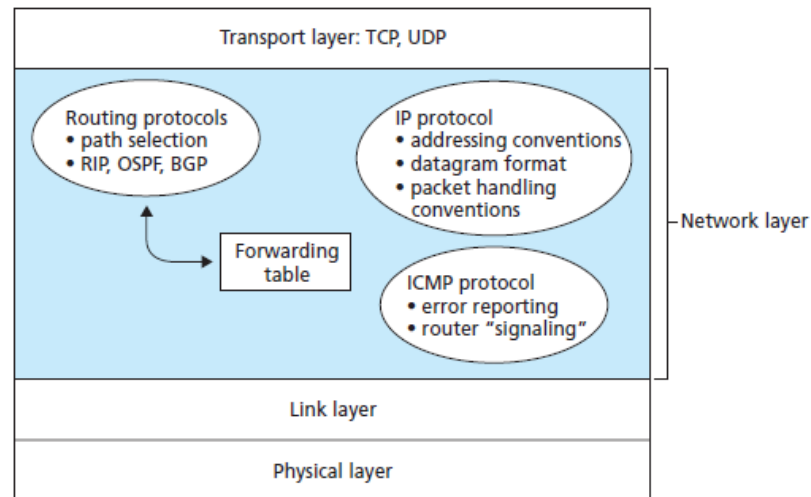 Transport layer: TCP, UDP
Routing protocols
• path selection
• RIP, OSPF, BGP
IP protocol
• addressing conventions
• datagram format
• packet handling
conventions
Network layer
Forwarding
table
ICMP protocol
• error reporting
• router “signaling”
Link layer
Physical layer